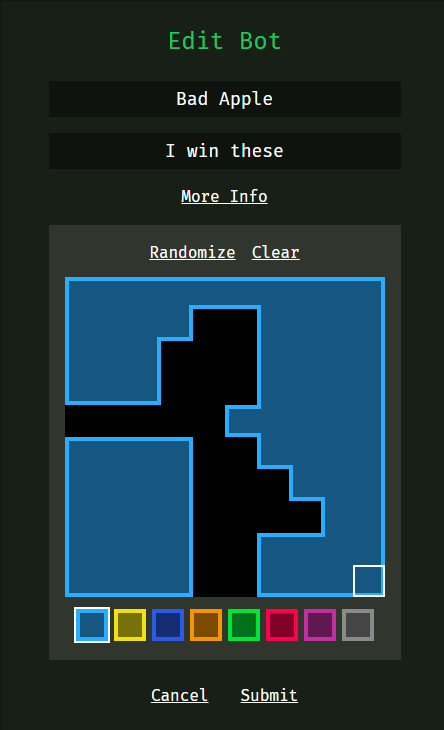 Edit Bot
Bad Apple
I win these
More Info
Randomize Clear
Cancel Submit